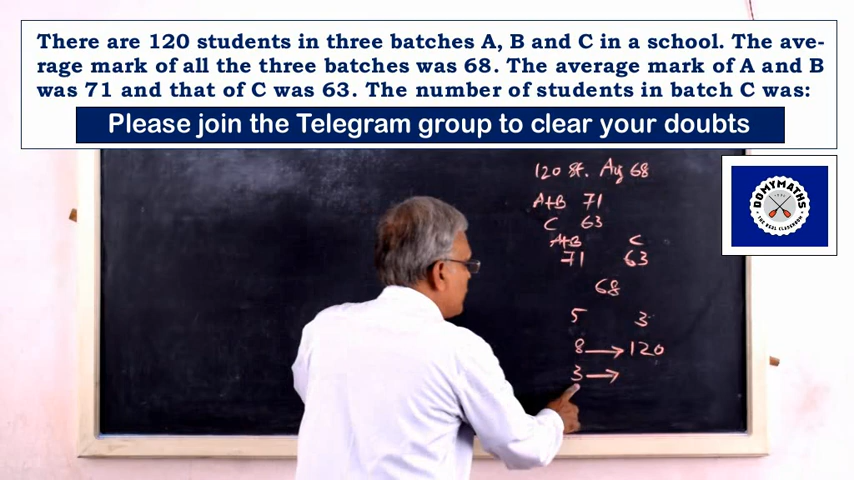 There are 120 students in three batches A, B and C in a school. The ave-
rage mark of all the three batches was 68. The average mark of A and B
was 71 and that of C was 63. The number of students in batch C was:
Please join the Telegram group to clear your doubts
DOMYMATHS
THE REAL CLASSROOM
120 St. Avg 68
A+B 71
C 63
A+B C
71 63
68
5 3
8 → 120
3 →